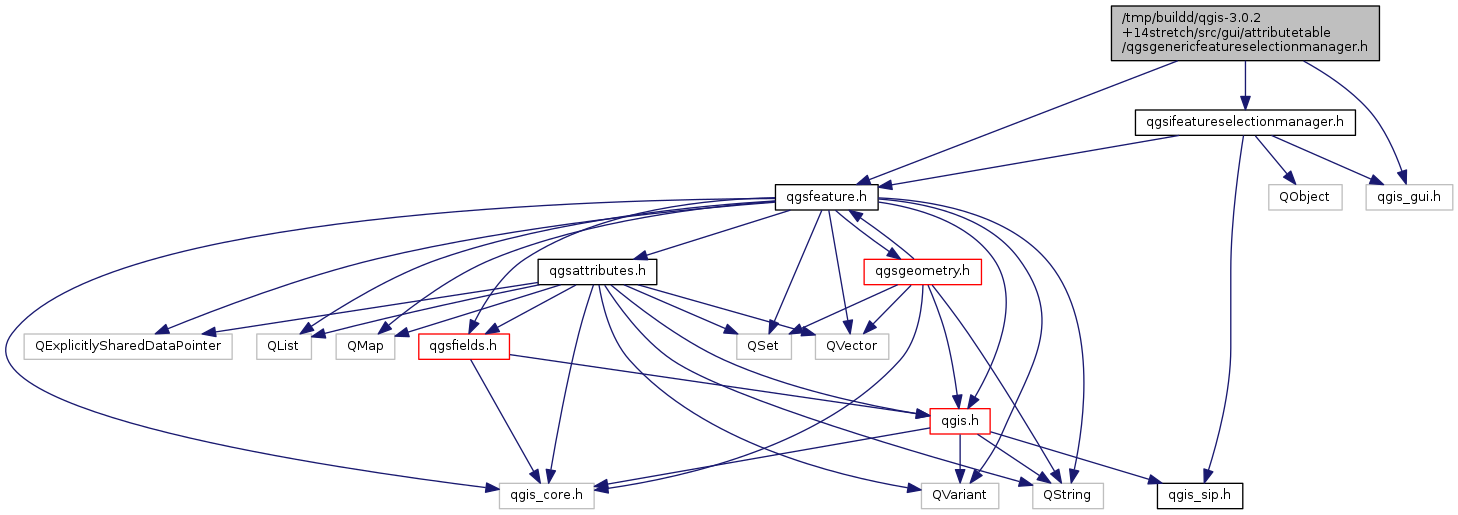 /tmp/buildd/qgis-3.0.2
+14stretch/src/gui/attributetable
/qgsgenericfeatureselectionmanager.h
qgsifeatureselectionmanager.h
qgsfeature.h
QObject
qgis_gui.h
qgsattributes.h
qgsgeometry.h
QExplicitlySharedDataPointer
QList
QMap
qgsfields.h
QSet
QVector
qgis.h
qgis_core.h
QVariant
QString
qgis_sip.h